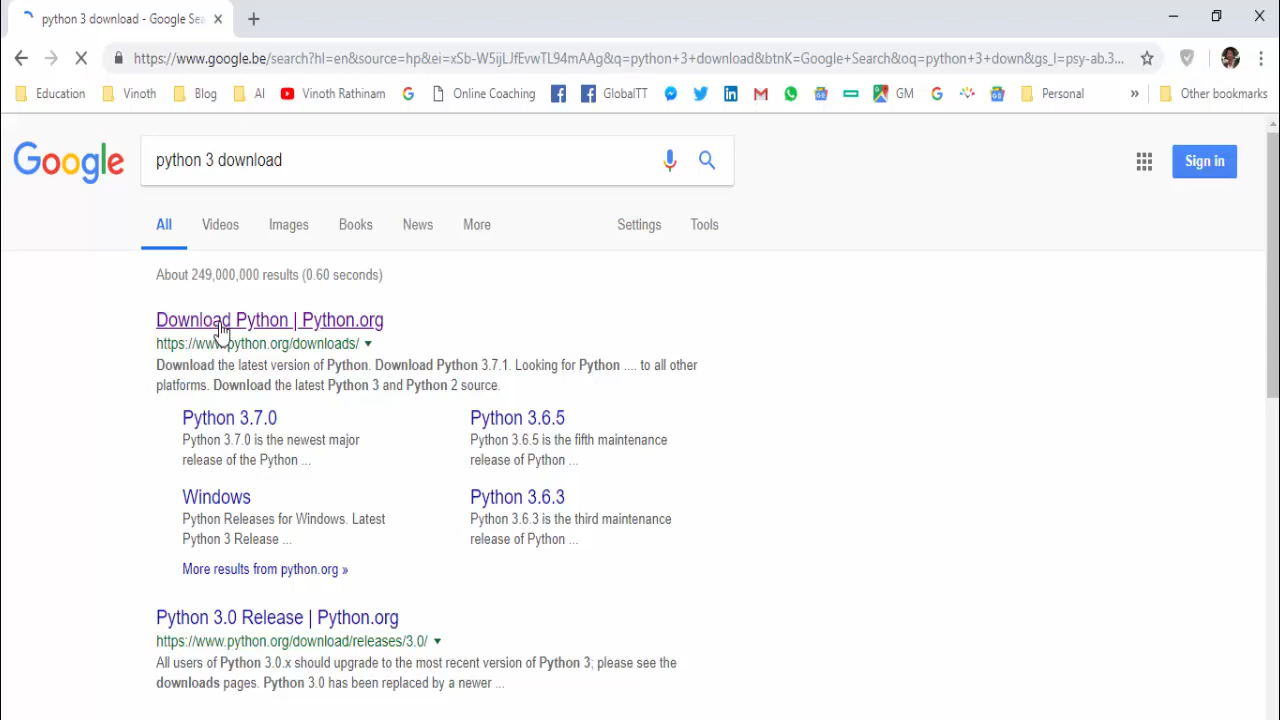 python 3 download - Google Sea
https://www.google.be/search?hl=en&source=hp&ei=xSb-W5ijLJfEwTL94mAAg&q=python+3+download&btnK=Google+Search&oq=python+3+down&gs_l=psy-ab.3...
Education Vinoth Blog AI Vinoth Rathinam Online Coaching GlobalTT GM Personal » Other bookmarks
Google
python 3 download
Sign in
All Videos Images Books News More Settings Tools
About 249,000,000 results (0.60 seconds)
Download Python | Python.org
https://www.python.org/downloads/
Download the latest version of Python. Download Python 3.7.1. Looking for Python .... to all other
platforms. Download the latest Python 3 and Python 2 source.
Python 3.7.0
Python 3.7.0 is the newest major
release of the Python ...
Python 3.6.5
Python 3.6.5 is the fifth maintenance
release of Python ...
Windows
Python Releases for Windows. Latest
Python 3 Release ...
Python 3.6.3
Python 3.6.3 is the third maintenance
release of Python ...
More results from python.org »
Python 3.0 Release | Python.org
https://www.python.org/download/releases/3.0/
All users of Python 3.0.x should upgrade to the most recent version of Python 3; please see the
downloads pages. Python 3.0 has been replaced by a newer ...